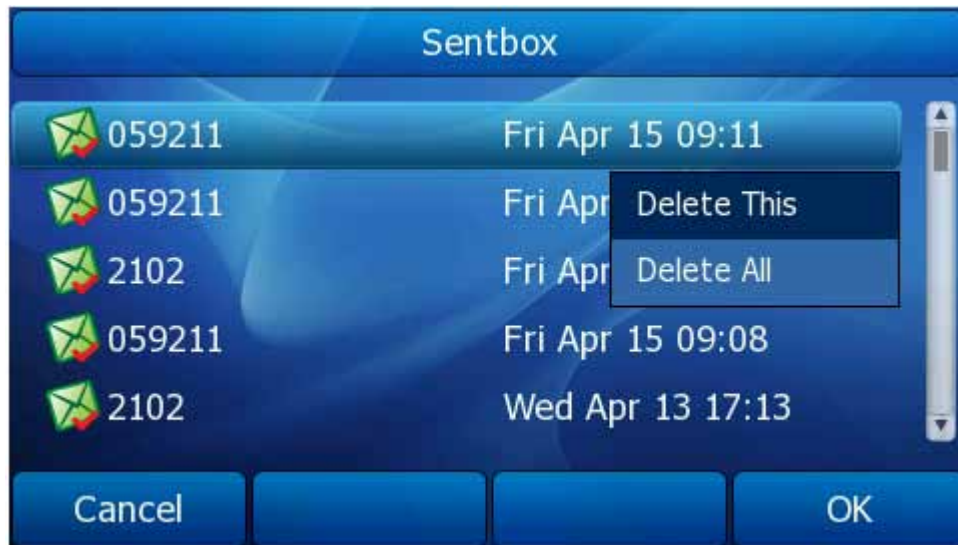 Sentbox
059211 Fri Apr 15 09:11
059211 Fri Apr
Delete This
2102 Fri Apr
Delete All
059211 Fri Apr 15 09:08
2102 Wed Apr 13 17:13
Cancel OK